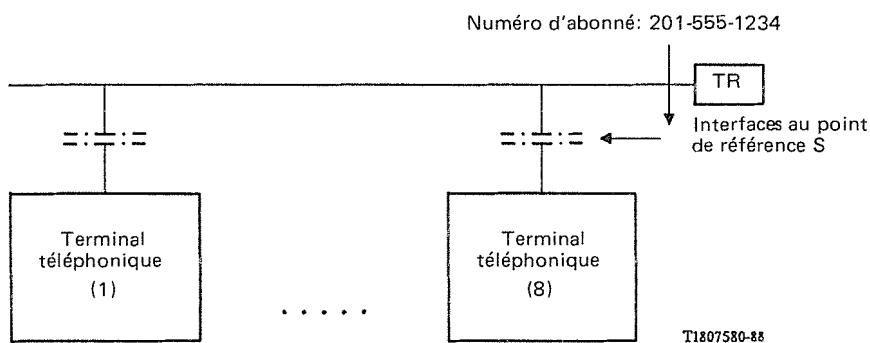 Numéro d'abonné: 201-555-1234
TR
Interfaces au point
de référence S
Terminal
téléphonique
(1)
. . . . .
Terminal
téléphonique
(8)
T1807580-88